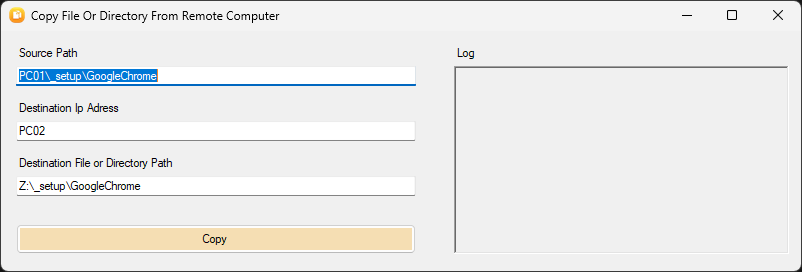 Copy File Or Directory From Remote Computer
Source Path
PC01\_setup\GoogleChrome
Destination Ip Adress
PC02
Destination File or Directory Path
Z:\_setup\GoogleChrome
Copy
Log